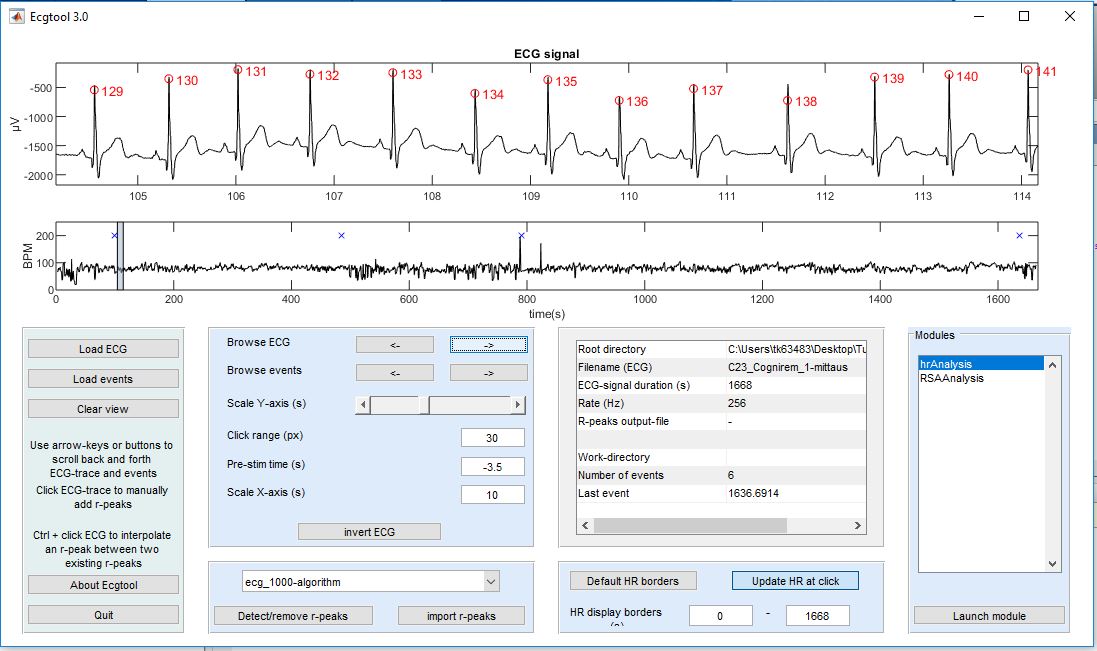 Ecgtool 3.0
ECG signal
129 130 131 132 133 134 135 136 137 138 139 140 141
-500
-1000
-1500
-2000
µV
105 106 107 108 109 110 111 112 113 114
200
100
0
BPM
0 200 400 600 800 1000 1200 1400 1600
time(s)
Load ECG
Load events
Clear view
Use arrow-keys or buttons to
scroll back and forth
ECG-trace and events
Click ECG-trace to manually
add r-peaks
Ctrl + click ECG to interpolate
an r-peak between two
existing r-peaks
About Ecgtool
Quit
Browse ECG <- ->
Browse events <- ->
Scale Y-axis (s)
Click range (px) 30
Pre-stim time (s) -3.5
Scale X-axis (s) 10
invert ECG
ecg_1000-algorithm
Detect/remove r-peaks import r-peaks
Root directory C:\Users\tk63483\Desktop\Tu
Filename (ECG) C23_Cognirem_1-mittaus
ECG-signal duration (s) 1668
Rate (Hz) 256
R-peaks output-file -
Work-directory
Number of events 6
Last event 1636.6914
Default HR borders Update HR at click
HR display borders 0 - 1668
Modules
hrAnalysis
RSAAnalysis
Launch module